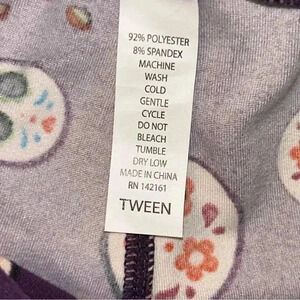 92% POLYESTER
8% SPANDEX
MACHINE
WASH
COLD
GENTLE
CYCLE
DO NOT
BLEACH
TUMBLE
DRY LOW
MADE IN CHINA
RN 142161
TWEEN